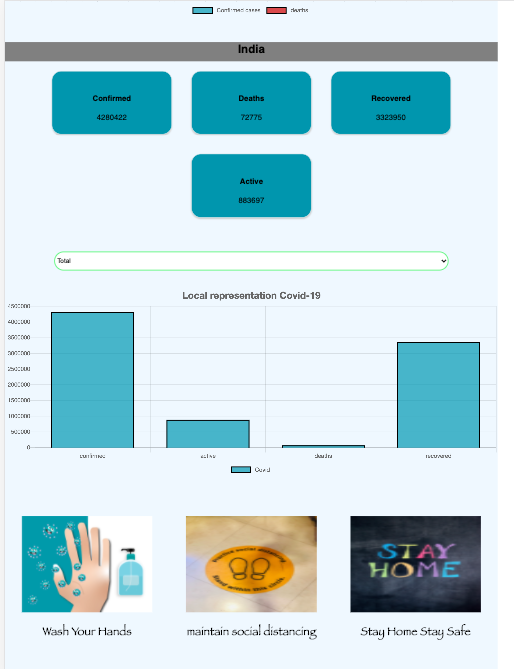 Confirmed cases deaths
India
Confirmed Deaths Recovered
4280422 72775 3323950
Active
883697
Total
Local representation Covid-19
4500000
4000000
3500000
3000000
2500000
2000000
1500000
1000000
500000
0
confirmed active deaths recovered
Covid
STAY
HOME
Wash Your Hands maintain social distancing Stay Home Stay Safe